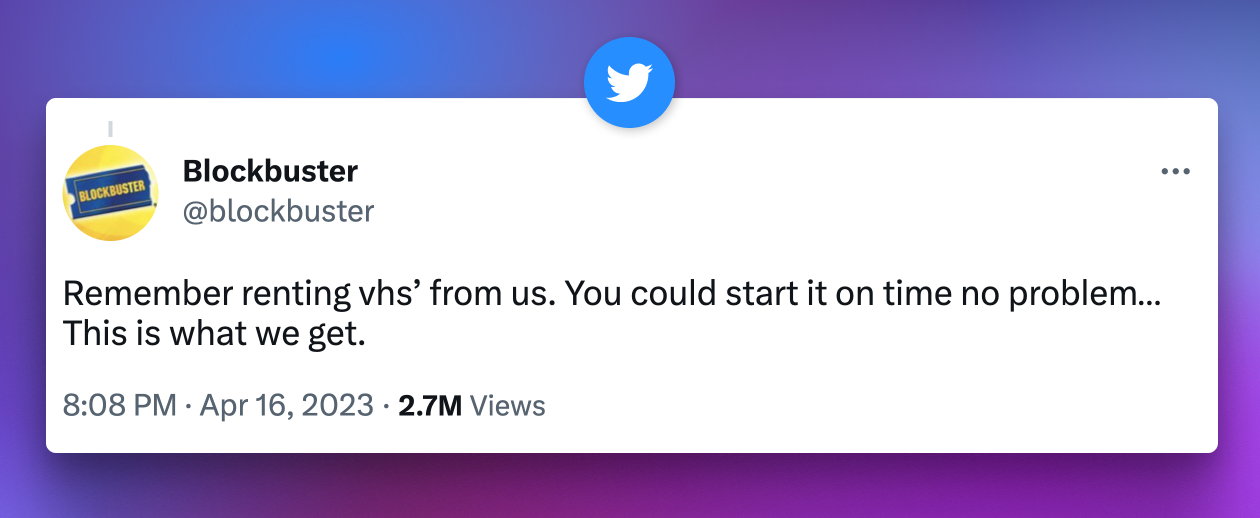 BLOCKBUSTER
Blockbuster
@blockbuster
Remember renting vhs’ from us. You could start it on time no problem...
This is what we get.
8:08 PM · Apr 16, 2023 · 2.7M Views